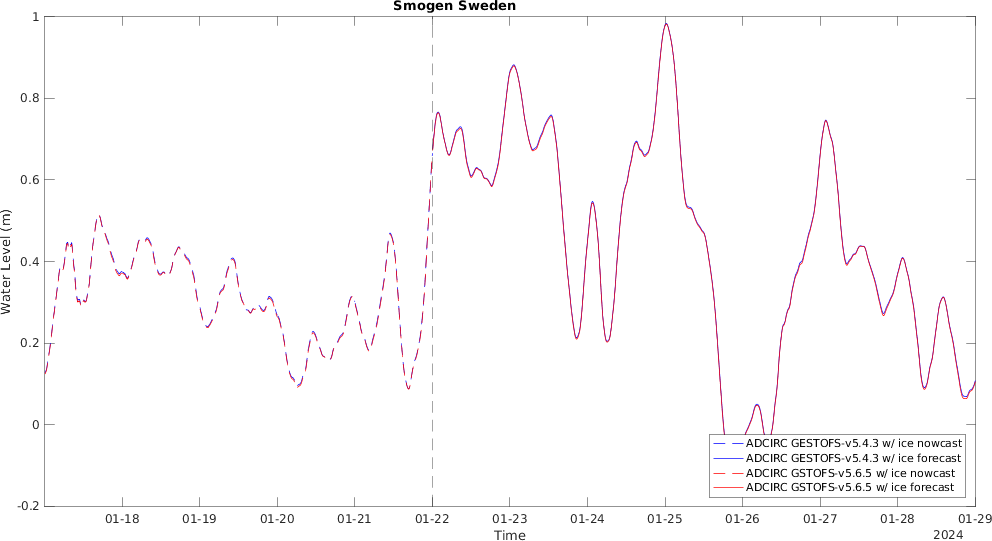 Smogen Sweden
1
0.8
0.6
0.4
0.2
0
-0.2
Water Level (m)
ADCIRC GESTOFS-v5.4.3 w/ ice nowcast
ADCIRC GESTOFS-v5.4.3 w/ ice forecast
ADCIRC GSTOFS-v5.6.5 w/ ice nowcast
ADCIRC GSTOFS-v5.6.5 w/ ice forecast
01-18 01-19 01-20 01-21 01-22 01-23 01-24 01-25 01-26 01-27 01-28 01-29
Time
2024